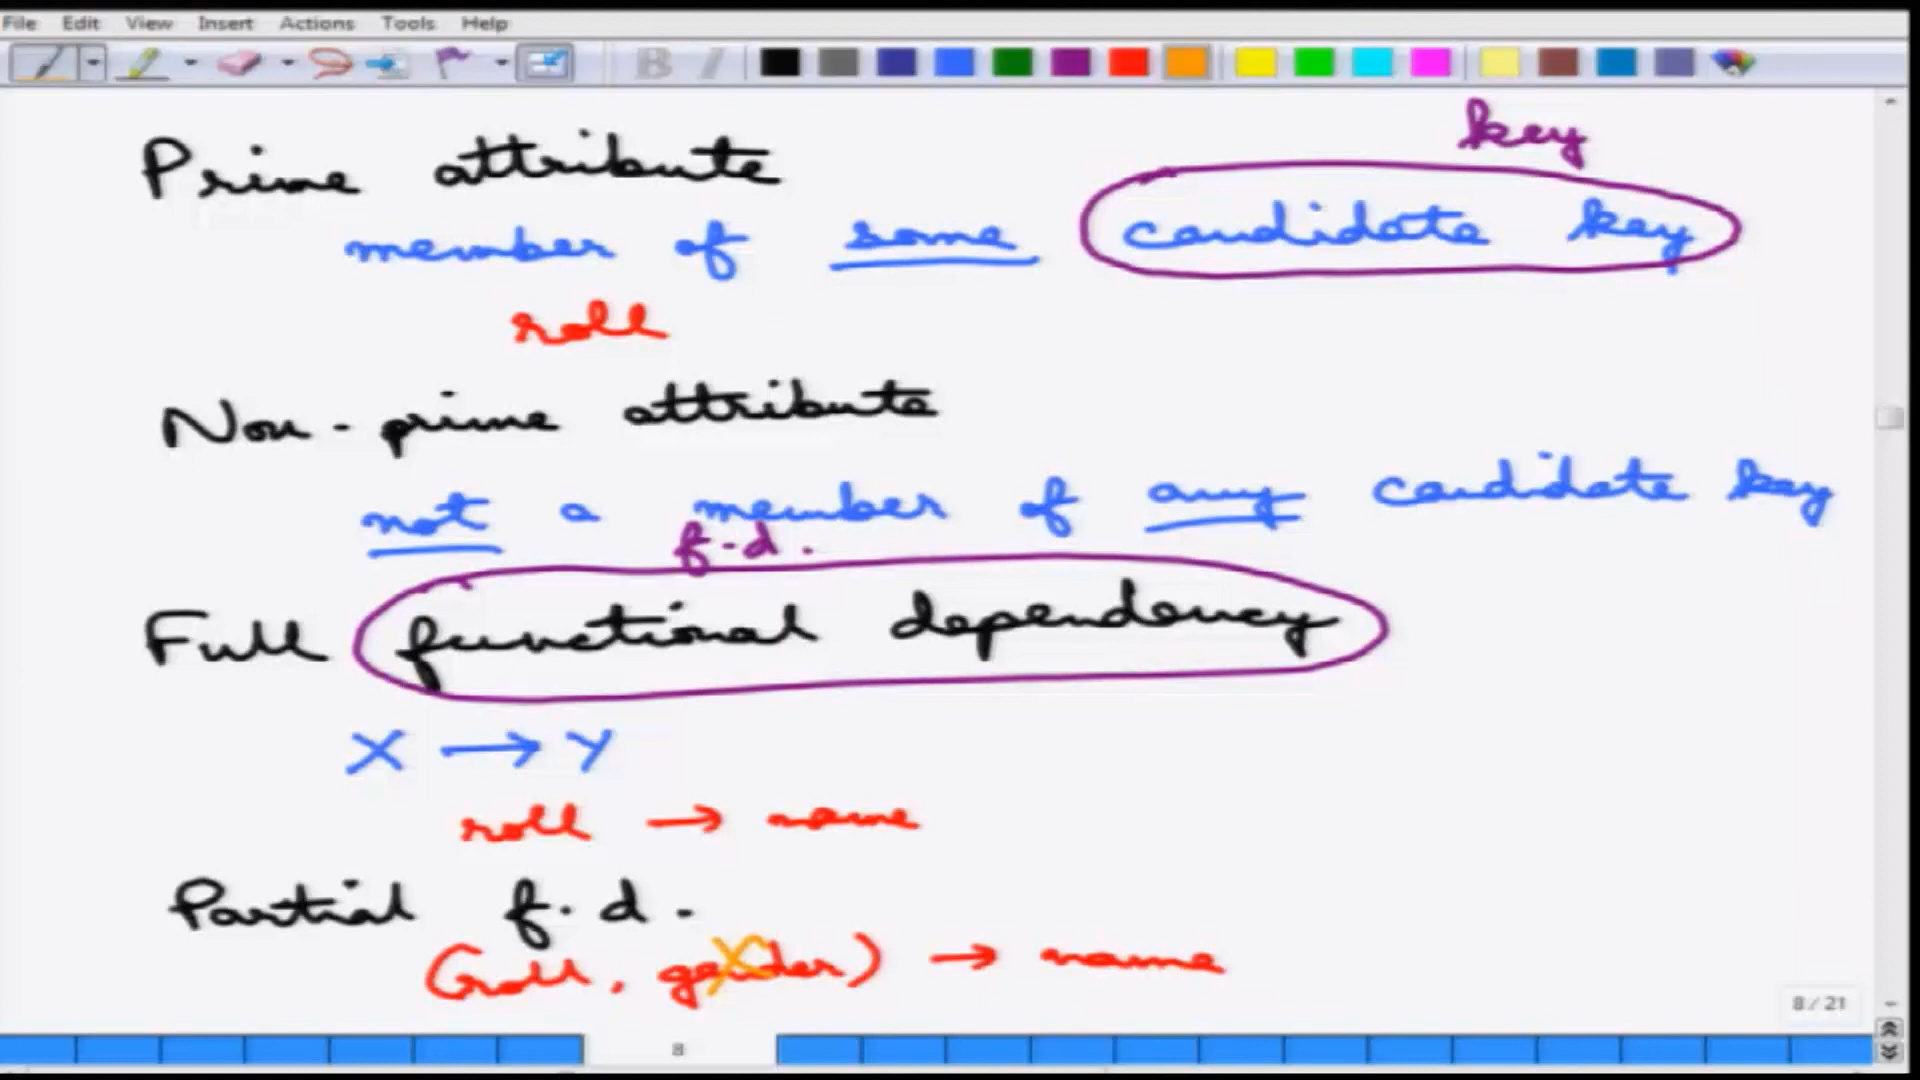 File Edit View Insert Actions Tools Help
B I
key
Prime attribute
member of some candidate key
roll
Non-prime attribute
not a member of any candidate key
f.d.
Full functional dependency
X → Y
roll → name
Partial f.d.
(roll, gender) → name
8/21
8